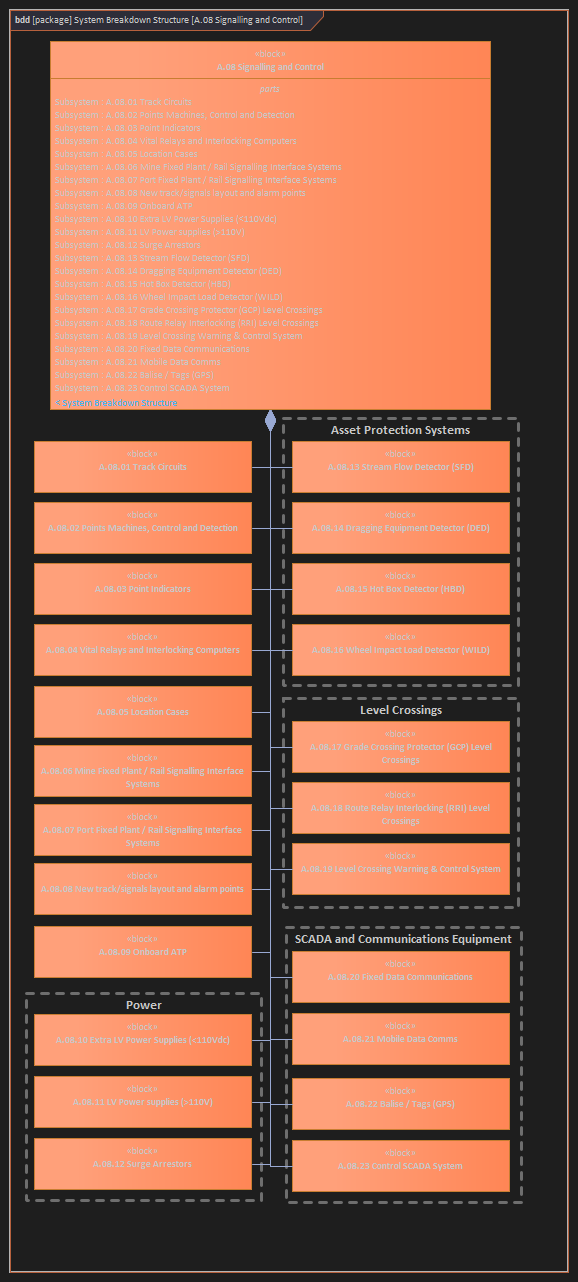 bdd [package] System Breakdown Structure [A.08 Signalling and Control]
«block»
A.08 Signalling and Control
parts
Subsystem : A.08.01 Track Circuits
Subsystem : A.08.02 Points Machines, Control and Detection
Subsystem : A.08.03 Point Indicators
Subsystem : A.08.04 Vital Relays and Interlocking Computers
Subsystem : A.08.05 Location Cases
Subsystem : A.08.06 Mine Fixed Plant / Rail Signalling Interface Systems
Subsystem : A.08.07 Port Fixed Plant / Rail Signalling Interface Systems
Subsystem : A.08.08 New track/signals layout and alarm points
Subsystem : A.08.09 Onboard ATP
Subsystem : A.08.10 Extra LV Power Supplies (<110Vdc)
Subsystem : A.08.11 LV Power supplies (>110V)
Subsystem : A.08.12 Surge Arrestors
Subsystem : A.08.13 Stream Flow Detector (SFD)
Subsystem : A.08.14 Dragging Equipment Detector (DED)
Subsystem : A.08.15 Hot Box Detector (HBD)
Subsystem : A.08.16 Wheel Impact Load Detector (WILD)
Subsystem : A.08.17 Grade Crossing Protector (GCP) Level Crossings
Subsystem : A.08.18 Route Relay Interlocking (RRI) Level Crossings
Subsystem : A.08.19 Level Crossing Warning & Control System
Subsystem : A.08.20 Fixed Data Communications
Subsystem : A.08.21 Mobile Data Comms
Subsystem : A.08.22 Balise / Tags (GPS)
Subsystem : A.08.23 Control SCADA System
< System Breakdown Structure
«block»
A.08.01 Track Circuits
«block»
A.08.02 Points Machines, Control and Detection
«block»
A.08.03 Point Indicators
«block»
A.08.04 Vital Relays and Interlocking Computers
«block»
A.08.05 Location Cases
«block»
A.08.06 Mine Fixed Plant / Rail Signalling Interface
Systems
«block»
A.08.07 Port Fixed Plant / Rail Signalling Interface
Systems
«block»
A.08.08 New track/signals layout and alarm points
«block»
A.08.09 Onboard ATP
Power
«block»
A.08.10 Extra LV Power Supplies (<110Vdc)
«block»
A.08.11 LV Power supplies (>110V)
«block»
A.08.12 Surge Arrestors
Asset Protection Systems
«block»
A.08.13 Stream Flow Detector (SFD)
«block»
A.08.14 Dragging Equipment Detector (DED)
«block»
A.08.15 Hot Box Detector (HBD)
«block»
A.08.16 Wheel Impact Load Detector (WILD)
Level Crossings
«block»
A.08.17 Grade Crossing Protector (GCP) Level
Crossings
«block»
A.08.18 Route Relay Interlocking (RRI) Level
Crossings
«block»
A.08.19 Level Crossing Warning & Control System
SCADA and Communications Equipment
«block»
A.08.20 Fixed Data Communications
«block»
A.08.21 Mobile Data Comms
«block»
A.08.22 Balise / Tags (GPS)
«block»
A.08.23 Control SCADA System